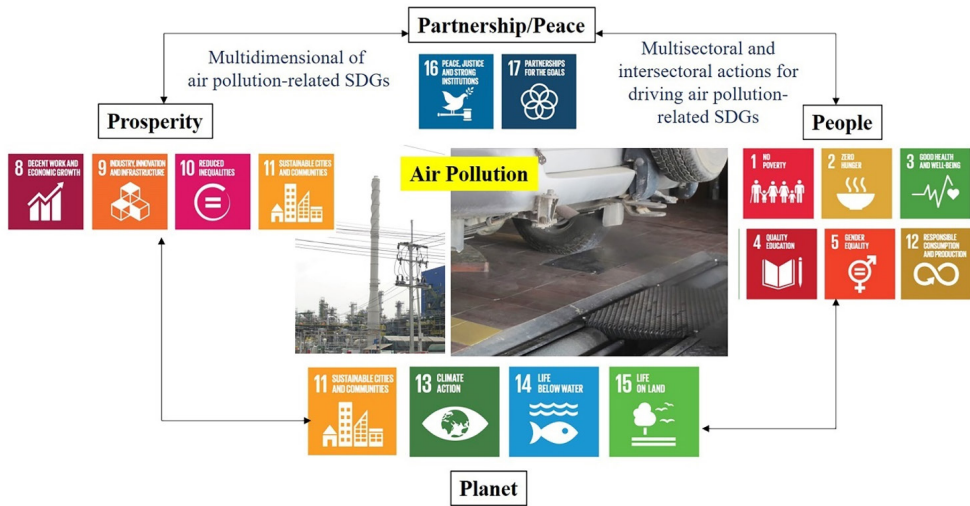 Partnership/Peace
Multidimensional of
air pollution-related SDGs
Multisectoral and
intersectoral actions for
driving air pollution-
related SDGs
16 PEACE, JUSTICE
AND STRONG
INSTITUTIONS
17 PARTNERSHIPS
FOR THE GOALS
Prosperity
People
8 DECENT WORK AND
ECONOMIC GROWTH
9 INDUSTRY, INNOVATION
AND INFRASTRUCTURE
10 REDUCED
INEQUALITIES
11 SUSTAINABLE CITIES
AND COMMUNITIES
Air Pollution
1 NO
POVERTY
2 ZERO
HUNGER
3 GOOD HEALTH
AND WELL-BEING
4 QUALITY
EDUCATION
5 GENDER
EQUALITY
12 RESPONSIBLE
CONSUMPTION
AND PRODUCTION
11 SUSTAINABLE CITIES
AND COMMUNITIES
13 CLIMATE
ACTION
14 LIFE
BELOW WATER
15 LIFE
ON LAND
Planet